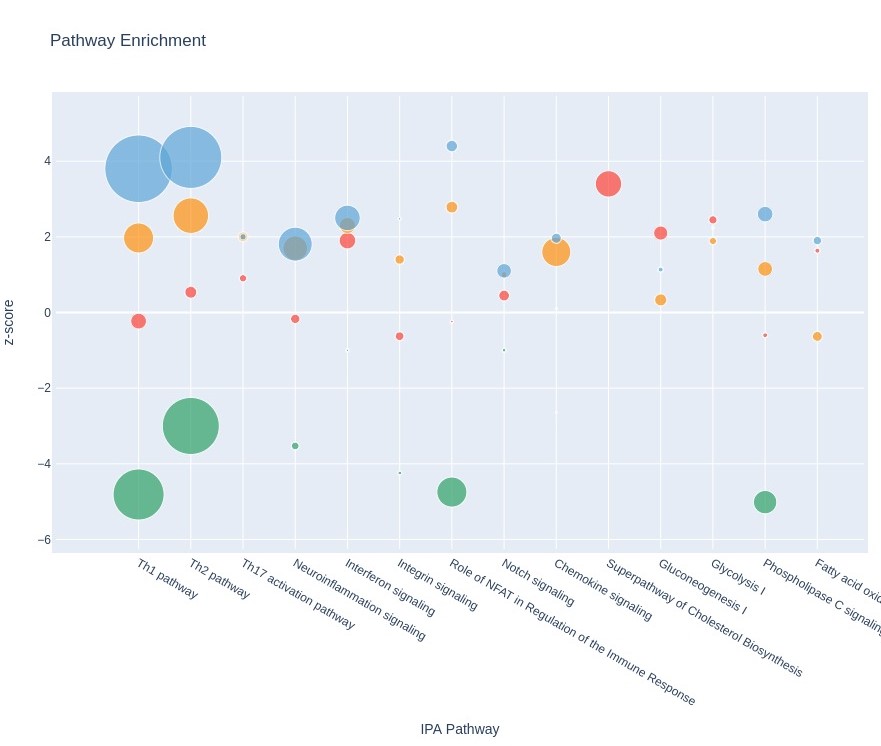 Pathway Enrichment
z-score
4
2
0
−2
−4
−6
Th1 pathway
Th2 pathway
Th17 activation pathway
Neuroinflammation signaling
Interferon signaling
Integrin signaling
Role of NFAT in Regulation of the Immune Response
Notch signaling
Chemokine signaling
Superpathway of Cholesterol Biosynthesis
Gluconeogenesis I
Glycolysis I
Phospholipase C signaling
Fatty acid
IPA Pathway